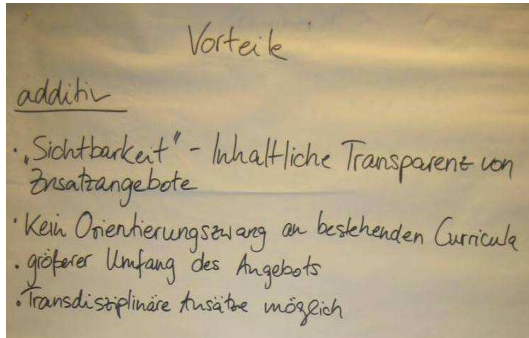 Vorteile
additiv
• „Sichtbarkeit" - Inhaltliche Transparenz von
Zusatzangebote
• Kein Orientierungszwang an bestehenden Curricula
• größerer Umfang des Angebots
• Transdisziplinäre Ansätze möglich